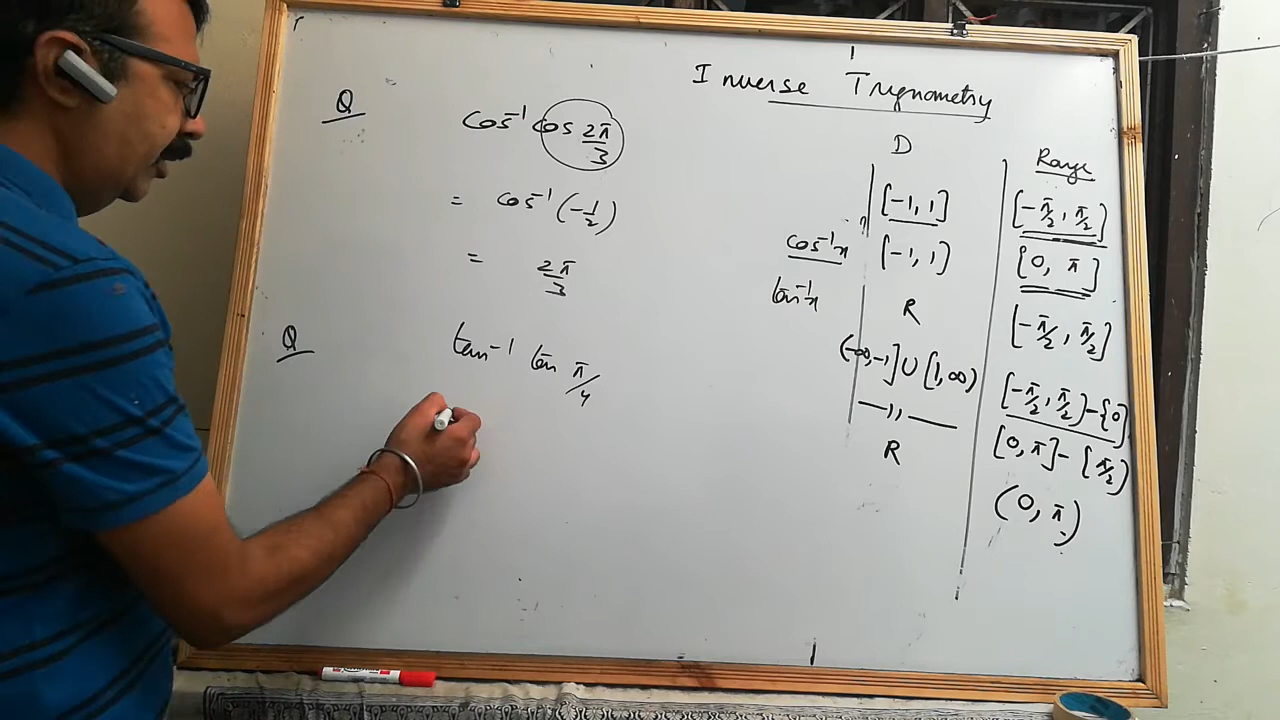 Inverse Trignometry
Q cos⁻¹ cos 2π/3
= cos⁻¹(-1/2)
= 2π/3
Q tan⁻¹ tan π/4
D Range
[-1, 1] [-π/2, π/2]
cos⁻¹x [-1, 1] [0, π]
tan⁻¹x R [-π/2, π/2]
(-∞,-1] ∪ [1,∞) [-π/2, π/2] - {0}
—1,— [0, π] - {π/2}
R (0, π)